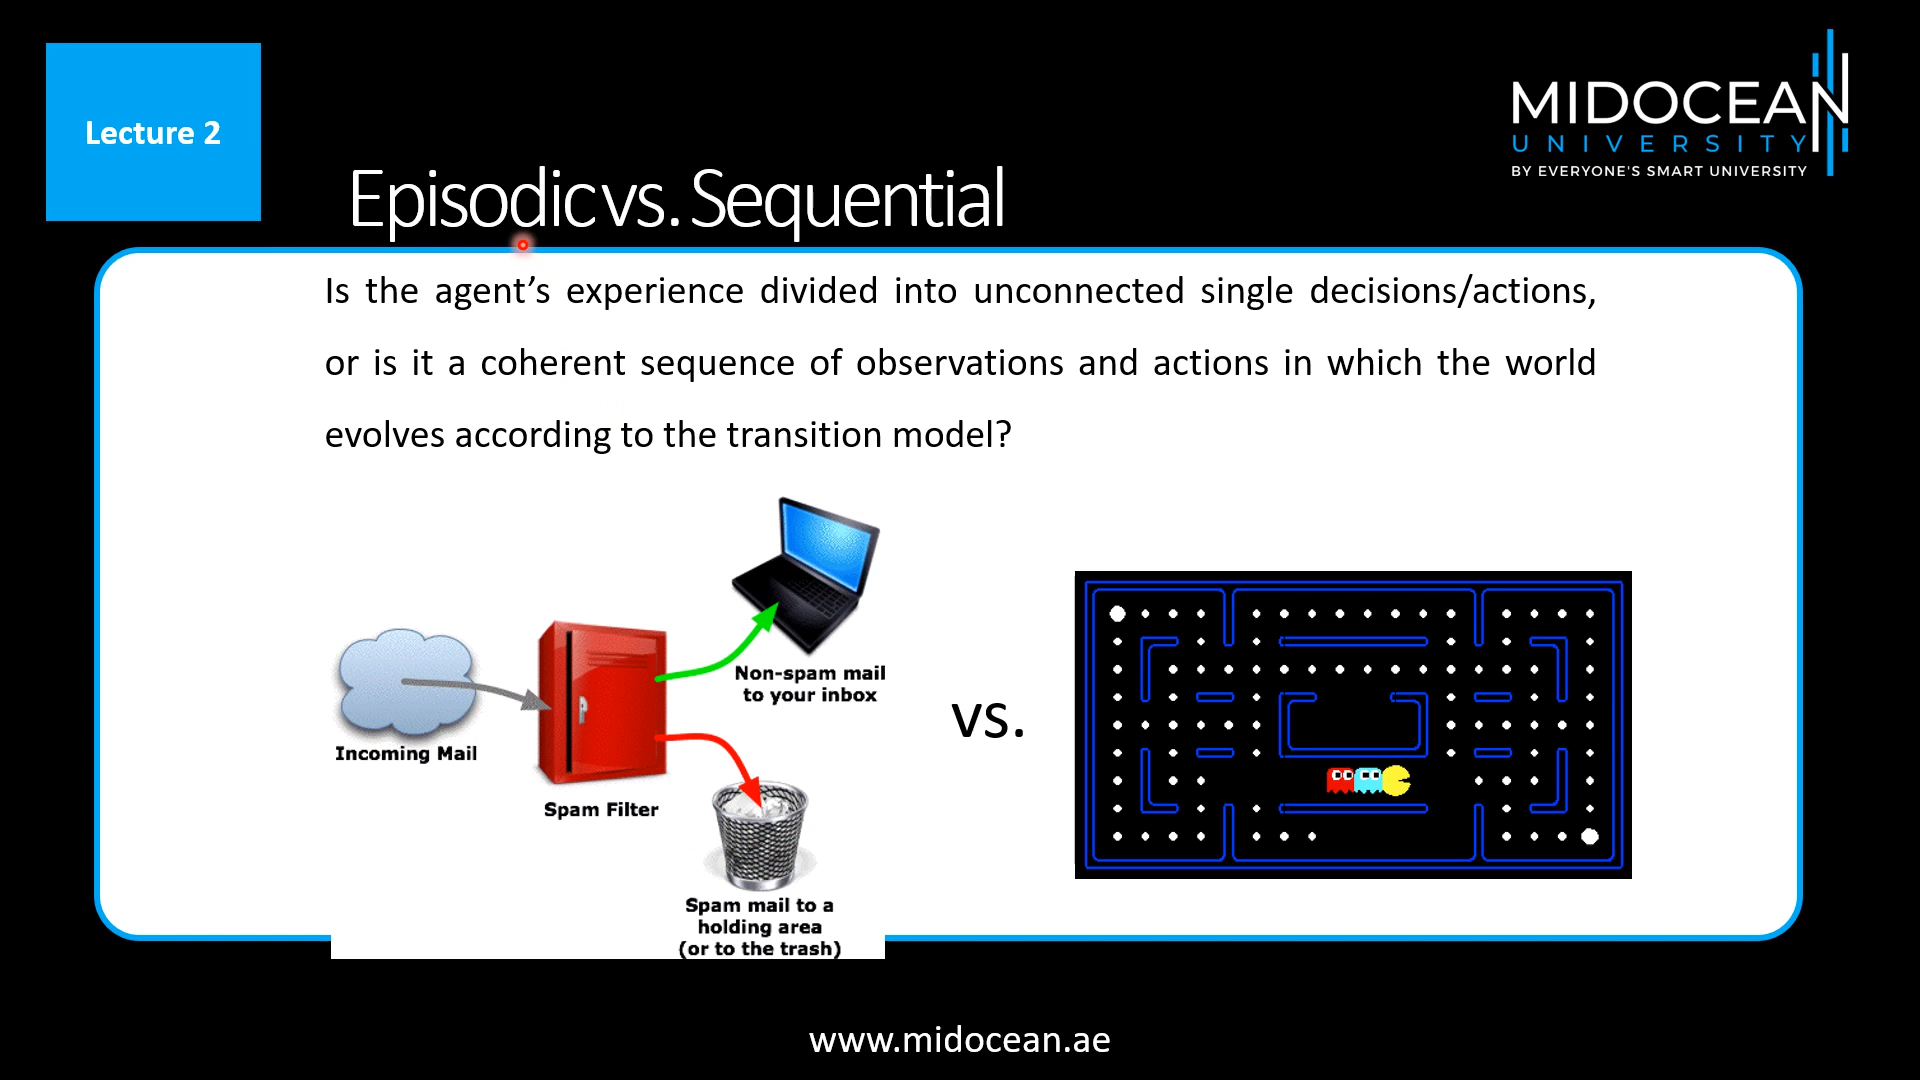 Lecture 2
MIDOCEAN
UNIVERSITY
BY EVERYONE'S SMART UNIVERSITY
Episodic vs. Sequential
Is the agent’s experience divided into unconnected single decisions/actions,
or is it a coherent sequence of observations and actions in which the world
evolves according to the transition model?
Non-spam mail
to your inbox
Incoming Mail
Spam Filter
Spam mail to a
holding area
(or to the trash)
vs.
www.midocean.ae